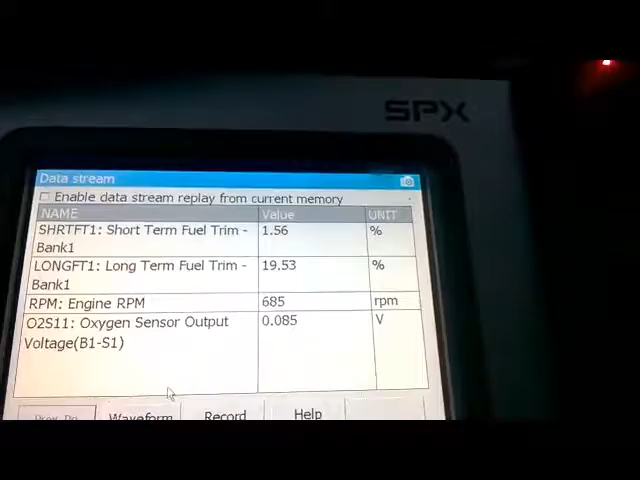 SPX
Data stream
Enable data stream replay from current memory
NAME Value UNIT
SHRTFT1: Short Term Fuel Trim - 1.56 %
Bank1
LONGFT1: Long Term Fuel Trim - 19.53 %
Bank1
RPM: Engine RPM 685 rpm
O2S11: Oxygen Sensor Output 0.085 V
Voltage(B1-S1)
Waveform Record Help